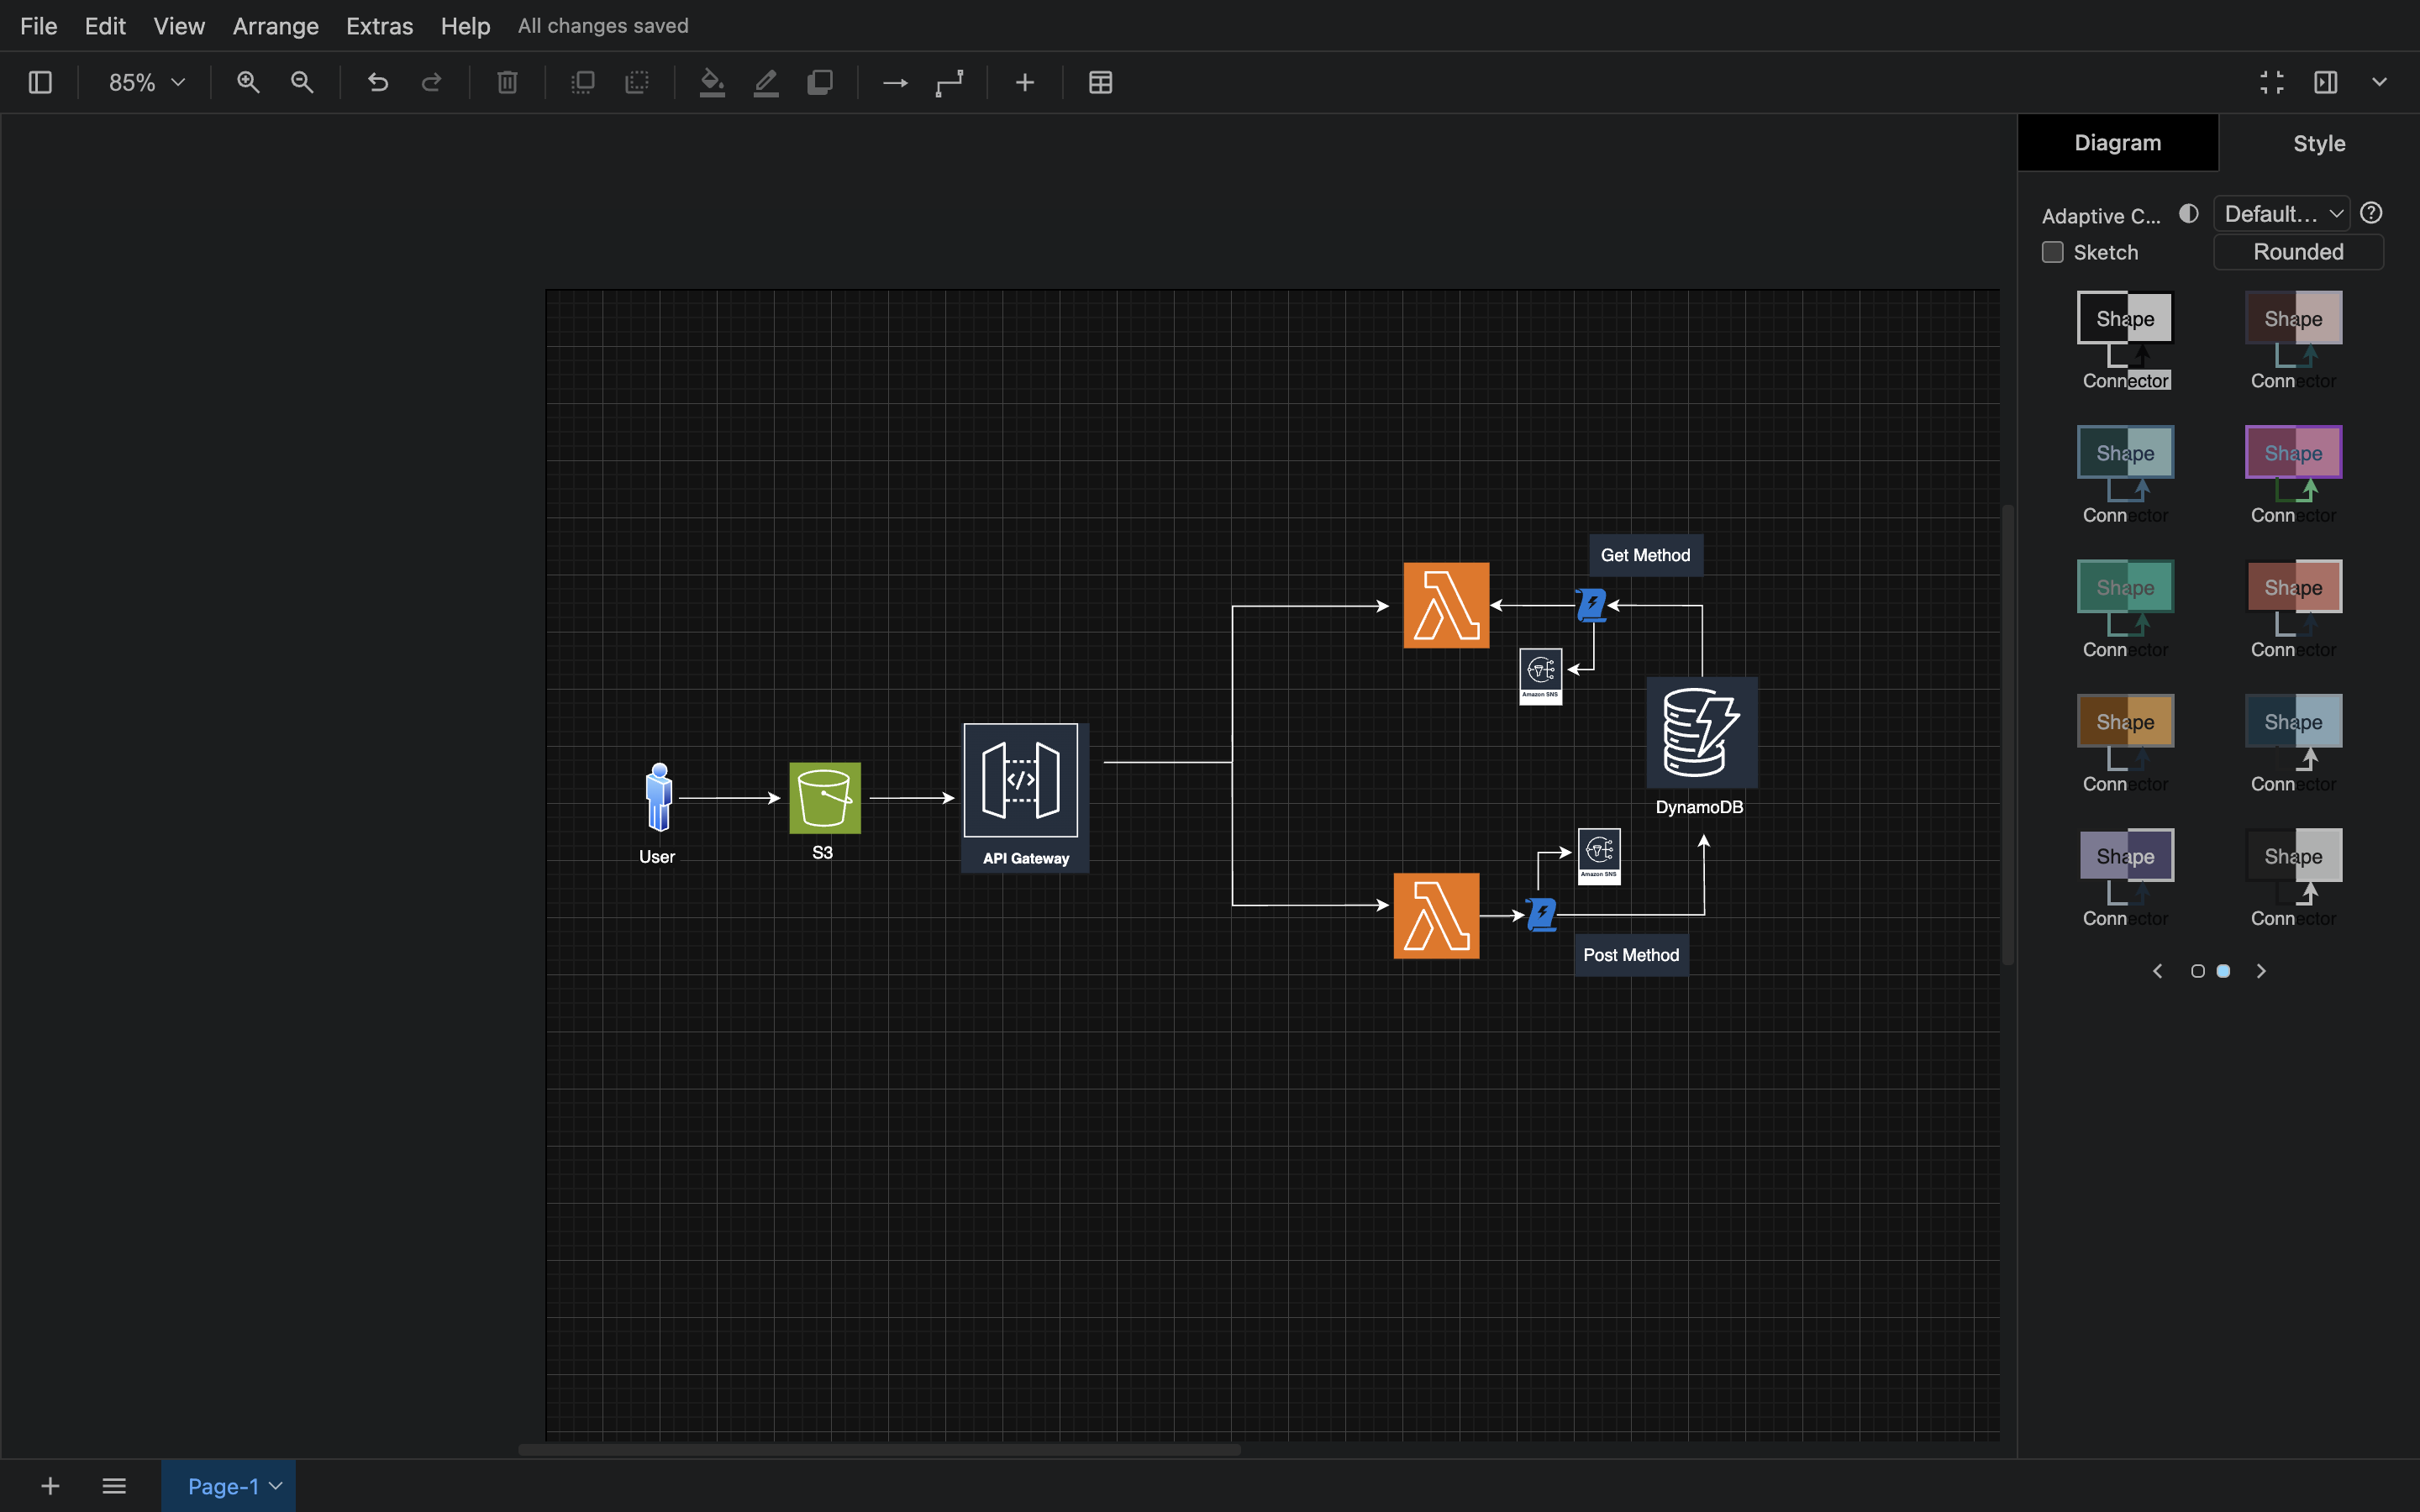 File Edit View Arrange Extras Help All changes saved
85%
Diagram Style
Adaptive C... Default...
Sketch Rounded
Shape Shape
Connector Connector
Shape Shape
Connector Connector
Shape Shape
Connector Connector
Shape Shape
Connector Connector
Shape Shape
Connector Connector
Get Method
Amazon SNS
DynamoDB
User
S3
API Gateway
Amazon SNS
Post Method
Page-1